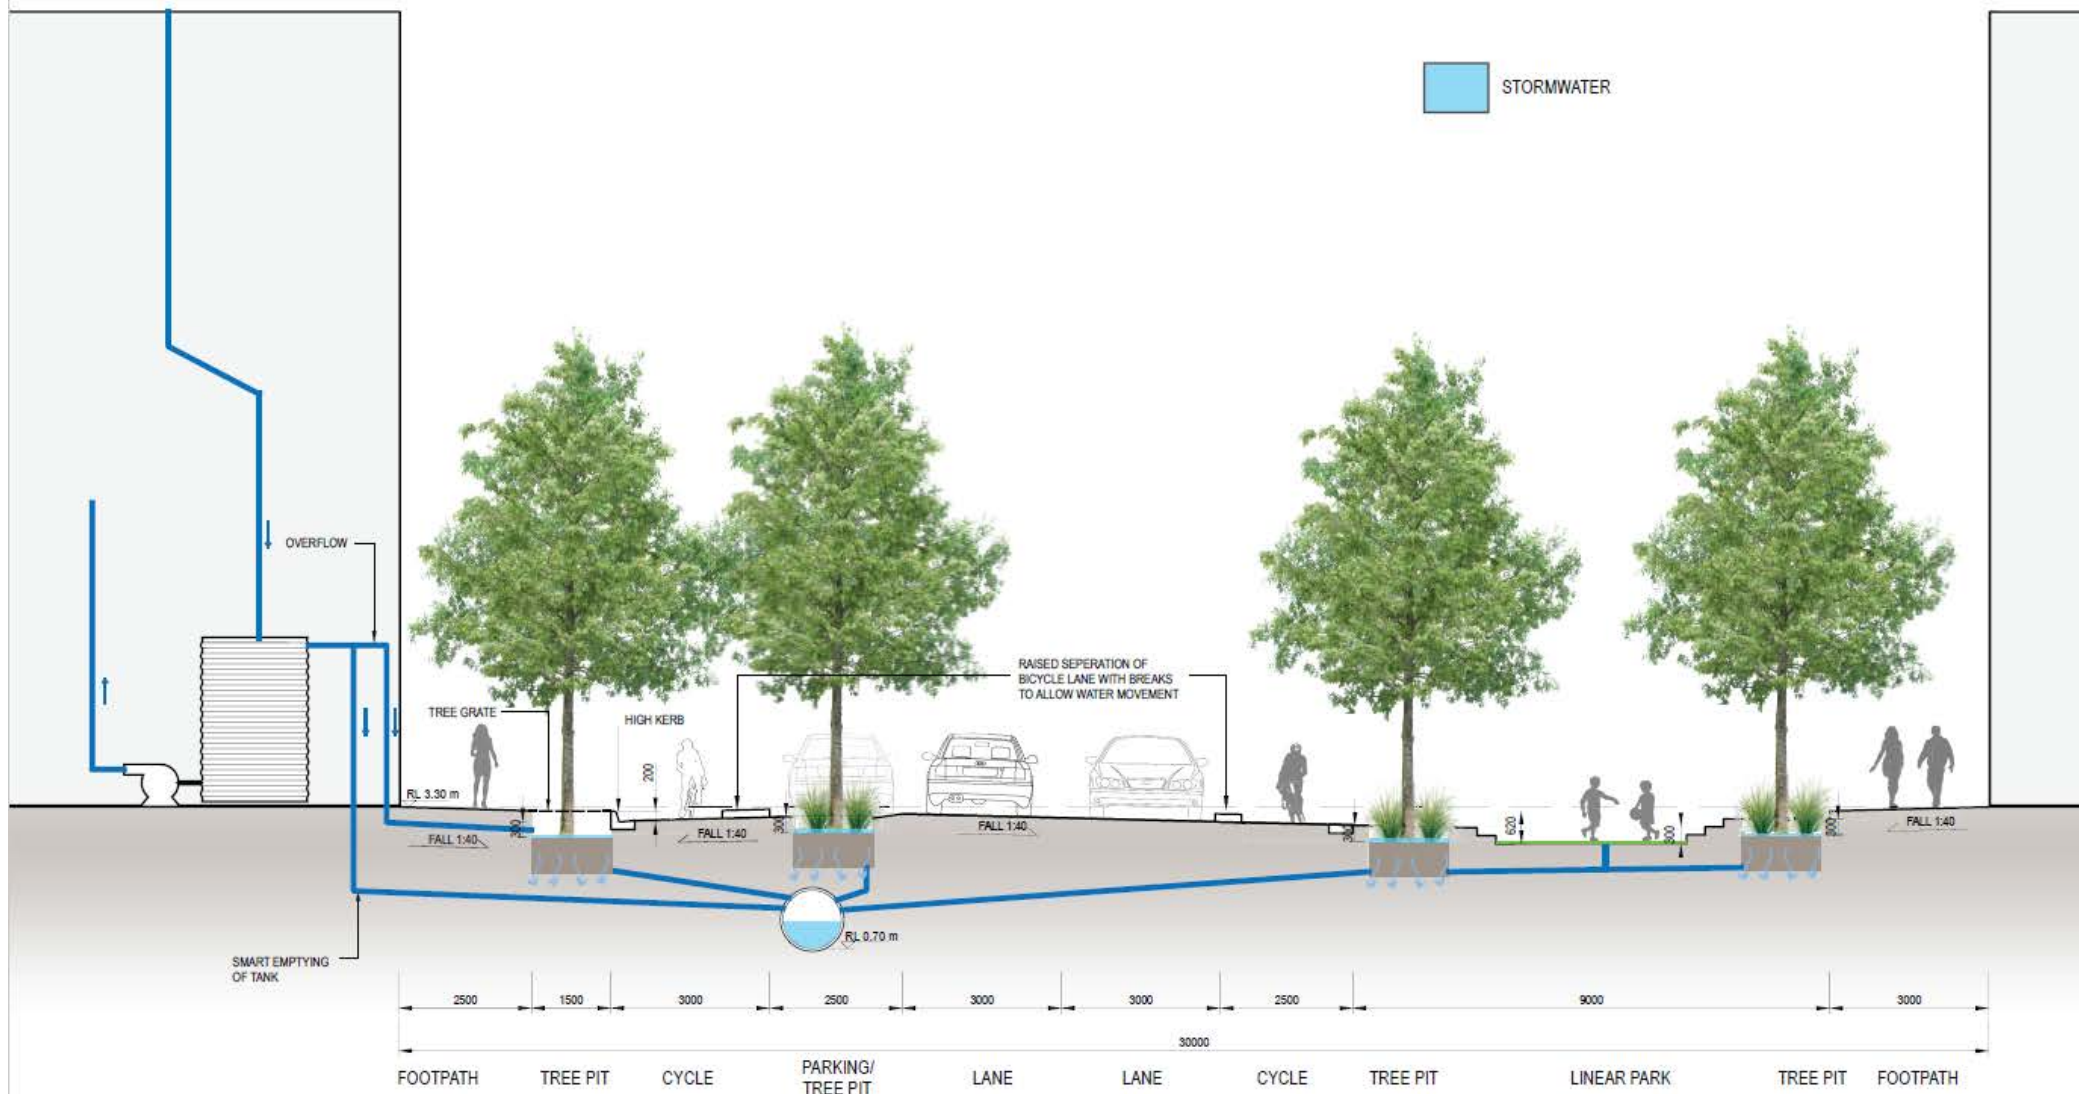 STORMWATER
OVERFLOW
RAISED SEPERATION OF
BICYCLE LANE WITH BREAKS
TO ALLOW WATER MOVEMENT
TREE GRATE
HIGH KERB
200
RL 3.30 m
300
FALL 1:40
FALL 1:40
300
FALL 1:40
620
300
300
FALL 1:40
RL 0.70 m
SMART EMPTYING
OF TANK
2500
1500
3000
2500
3000
3000
2500
9000
3000
30000
FOOTPATH
TREE PIT
CYCLE
PARKING/
TREE PIT
LANE
LANE
CYCLE
TREE PIT
LINEAR PARK
TREE PIT
FOOTPATH